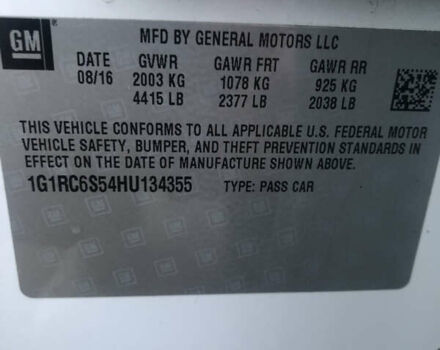 GM
MFD BY GENERAL MOTORS LLC
DATE GVWR GAWR FRT GAWR RR
08/16 2003 KG 1078 KG 925 KG
4415 LB 2377 LB 2038 LB
THIS VEHICLE CONFORMS TO ALL APPLICABLE U.S. FEDERAL MOTOR
VEHICLE SAFETY, BUMPER, AND THEFT PREVENTION STANDARDS IN
EFFECT ON THE DATE OF MANUFACTURE SHOWN ABOVE.
1G1RC6S54HU134355 TYPE: PASS CAR